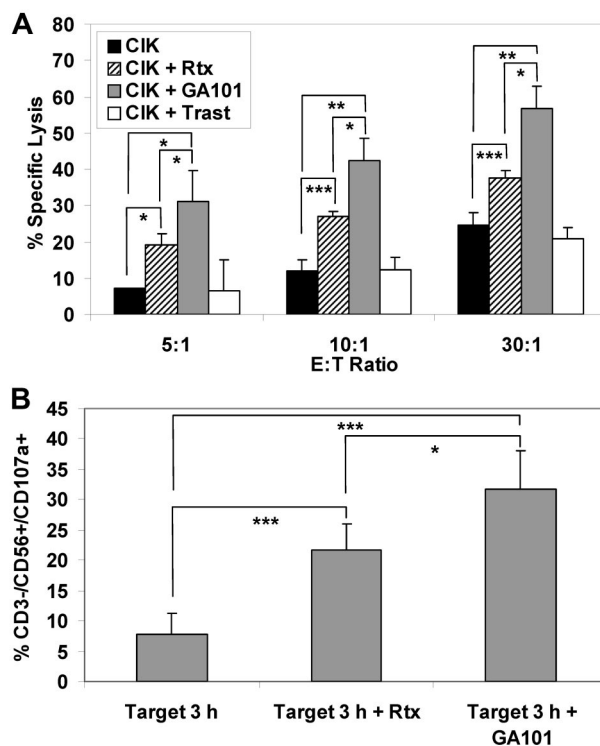 A
80
70
60
50
40
30
20
10
0
% Specific Lysis
CIK
CIK + Rtx
CIK + GA101
CIK + Trast
*
*
*
**
*
***
**
*
***
5:1
10:1
30:1
E:T Ratio
B
45
40
35
30
25
20
15
10
5
0
% CD3-/CD56+/CD107a+
***
*
***
Target 3 h
Target 3 h + Rtx
Target 3 h +
GA101